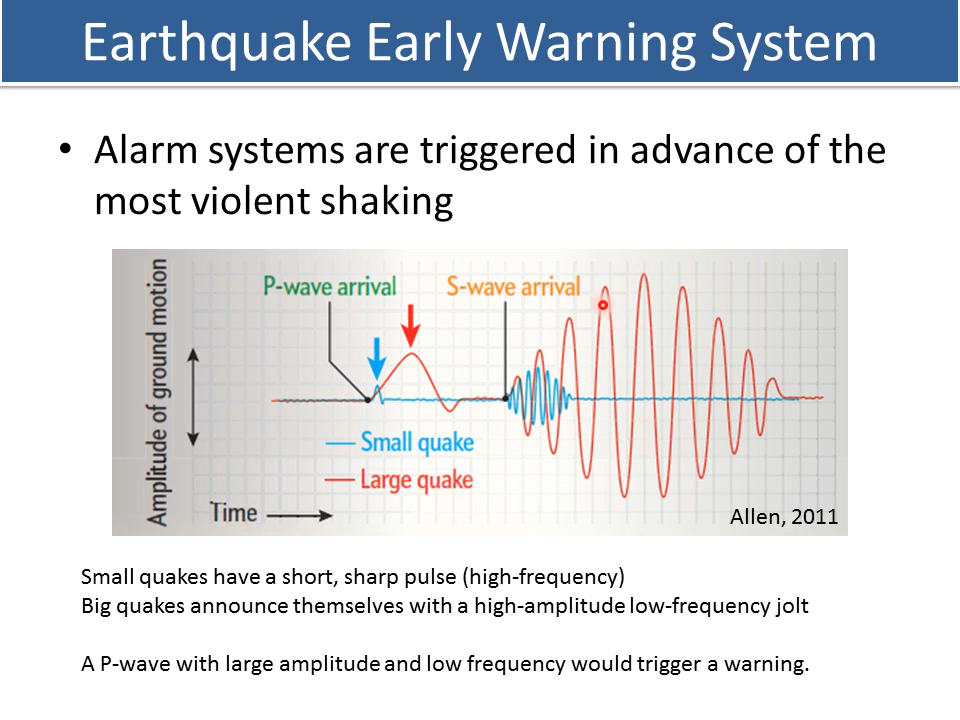 Earthquake Early Warning System
• Alarm systems are triggered in advance of the
most violent shaking
Amplitude of ground motion
P-wave arrival
S-wave arrival
Small quake
Large quake
Time
Allen, 2011
Small quakes have a short, sharp pulse (high-frequency)
Big quakes announce themselves with a high-amplitude low-frequency jolt
A P-wave with large amplitude and low frequency would trigger a warning.